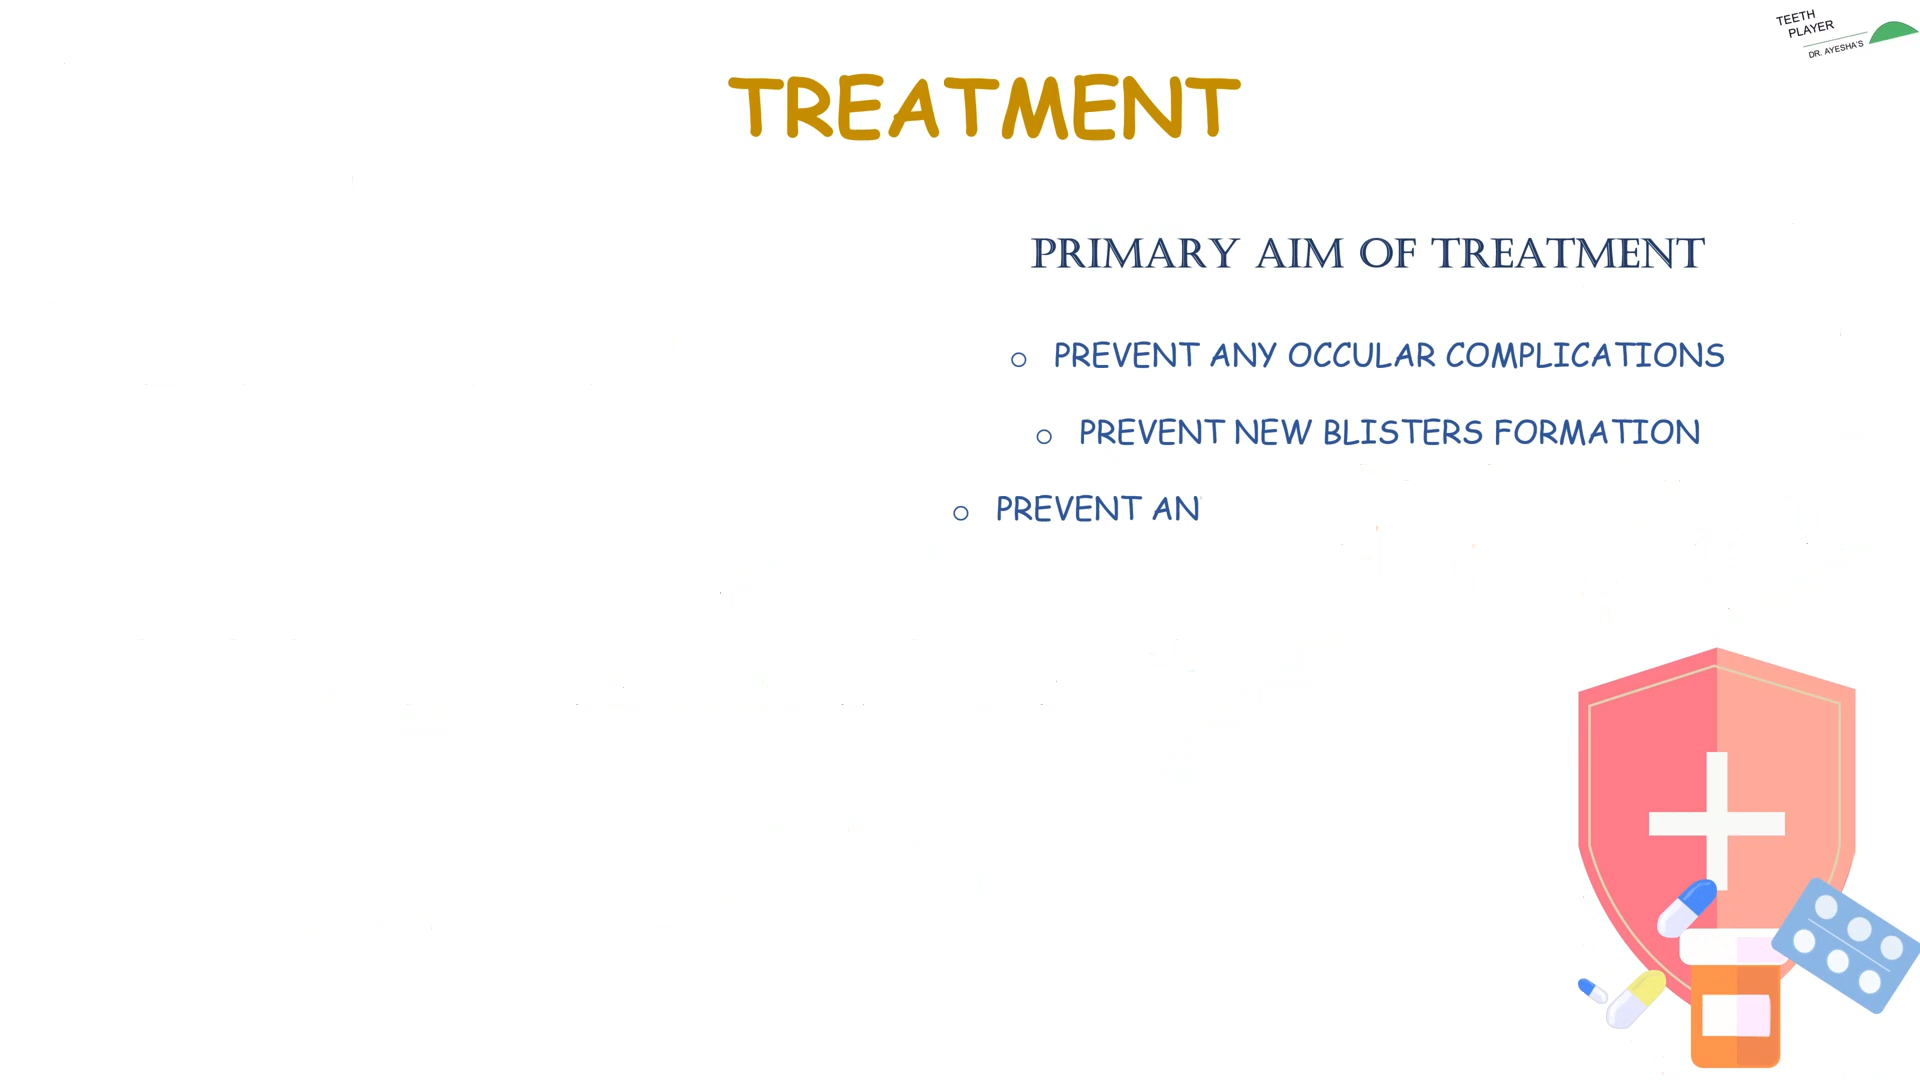 TEETH
PLAYER
DR. AYESHA'S
TREATMENT
PRIMARY AIM OF TREATMENT
o PREVENT ANY OCCULAR COMPLICATIONS
o PREVENT NEW BLISTERS FORMATION
o PREVENT AN